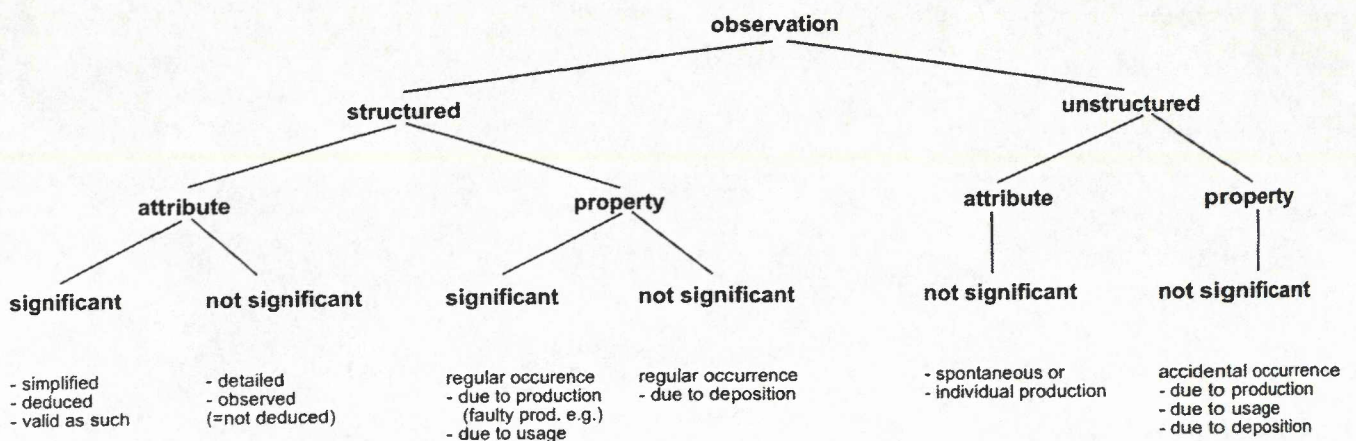 observation
structured
unstructured
attribute
property
attribute
property
significant
not significant
significant
not significant
not significant
not significant
- simplified
- deduced
- valid as such
- detailed
- observed
(=not deduced)
regular occurence
- due to production
(faulty prod. e.g.)
- due to usage
regular occurrence
- due to deposition
- spontaneous or
- individual production
accidental occurrence
- due to production
- due to usage
- due to deposition